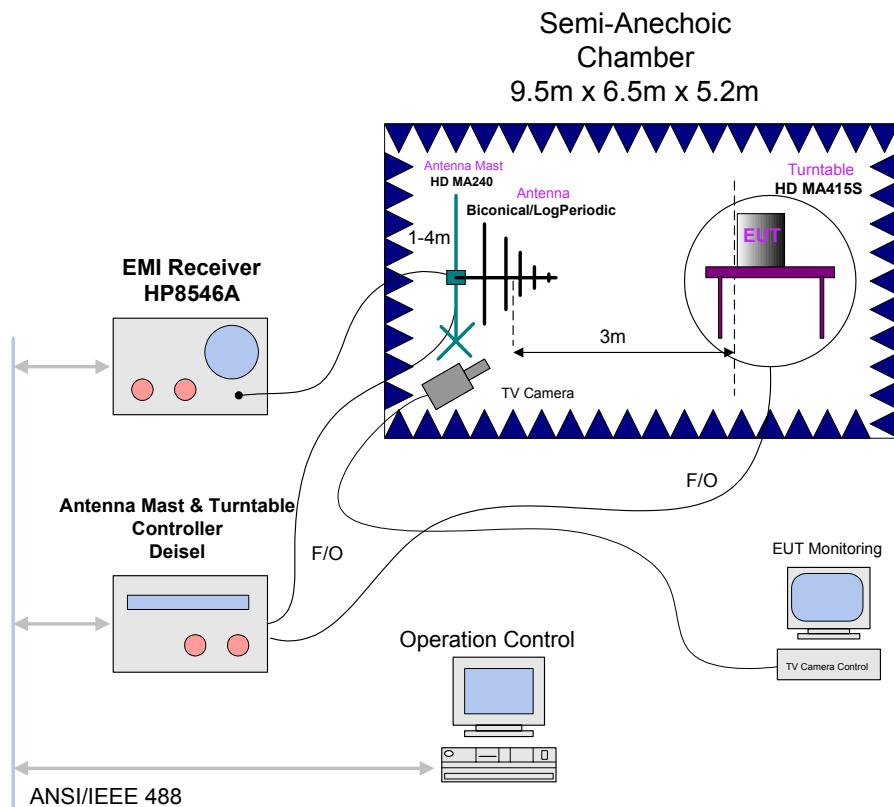 Semi-Anechoic
Chamber
9.5m x 6.5m x 5.2m
Antenna Mast
HD MA240
Antenna
Biconical/LogPeriodic
Turntable
HD MA415S
1-4m
EUT
EMI Receiver
HP8546A
3m
TV Camera
F/O
Antenna Mast & Turntable
Controller
Deisel
F/O
EUT Monitoring
TV Camera Control
Operation Control
ANSI/IEEE 488